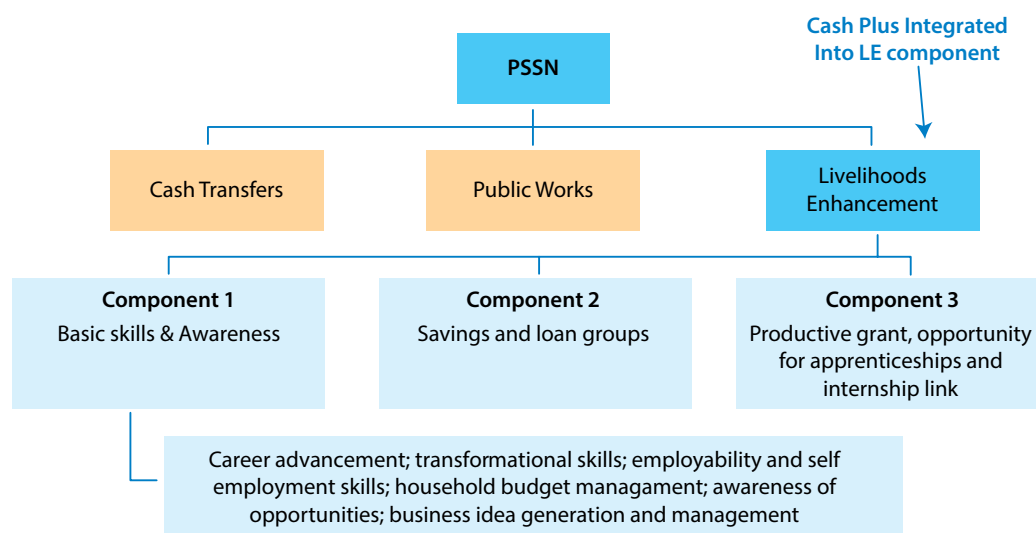 Cash Plus Integrated
Into LE component
PSSN
Cash Transfers
Public Works
Livelihoods
Enhancement
Component 1
Basic skills & Awareness
Component 2
Savings and loan groups
Component 3
Productive grant, opportunity
for apprenticeships and
internship link
Career advancement; transformational skills; employability and self
employment skills; household budget managament; awareness of
opportunities; business idea generation and management